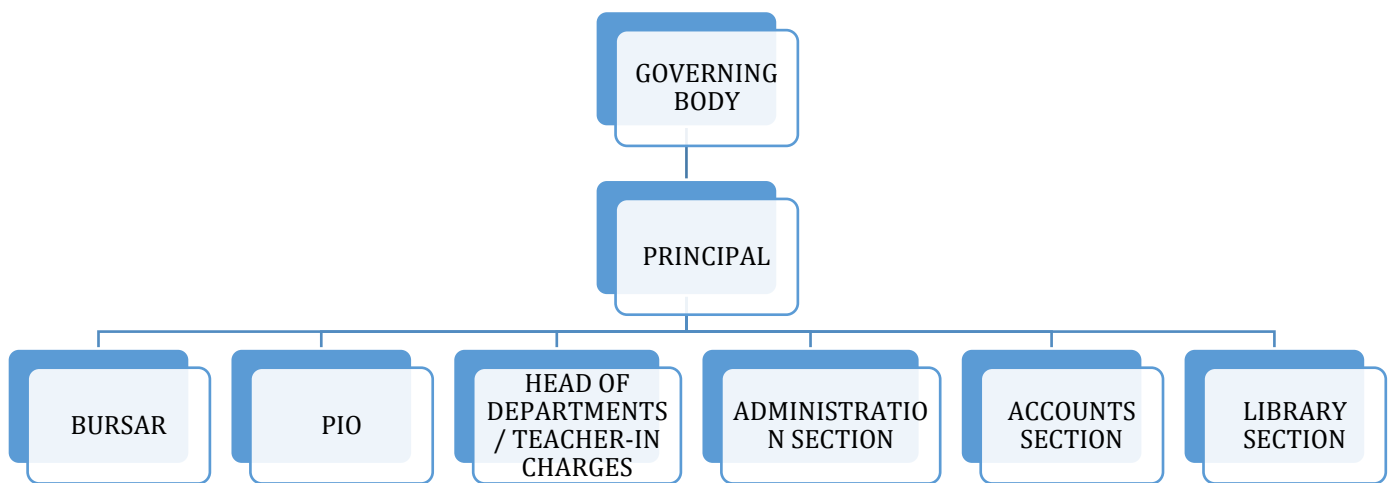 GOVERNING
BODY
PRINCIPAL
BURSAR
PIO
HEAD OF
DEPARTMENTS
/ TEACHER-IN
CHARGES
ADMINISTRATIO
N SECTION
ACCOUNTS
SECTION
LIBRARY
SECTION